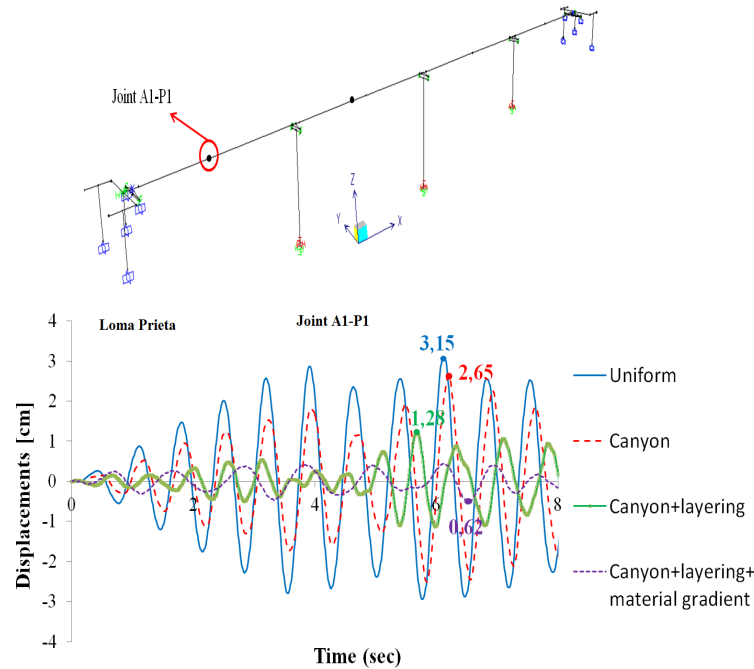 Joint A1-P1
Z
Y
X
Loma Prieta
Joint A1-P1
Displacements [cm]
4
3
2
1
0
-1
-2
-3
-4
0
2
4
6
8
3,15
2,65
1,28
0,62
Time (sec)
Uniform
Canyon
Canyon+layering
Canyon+layering+
material gradient